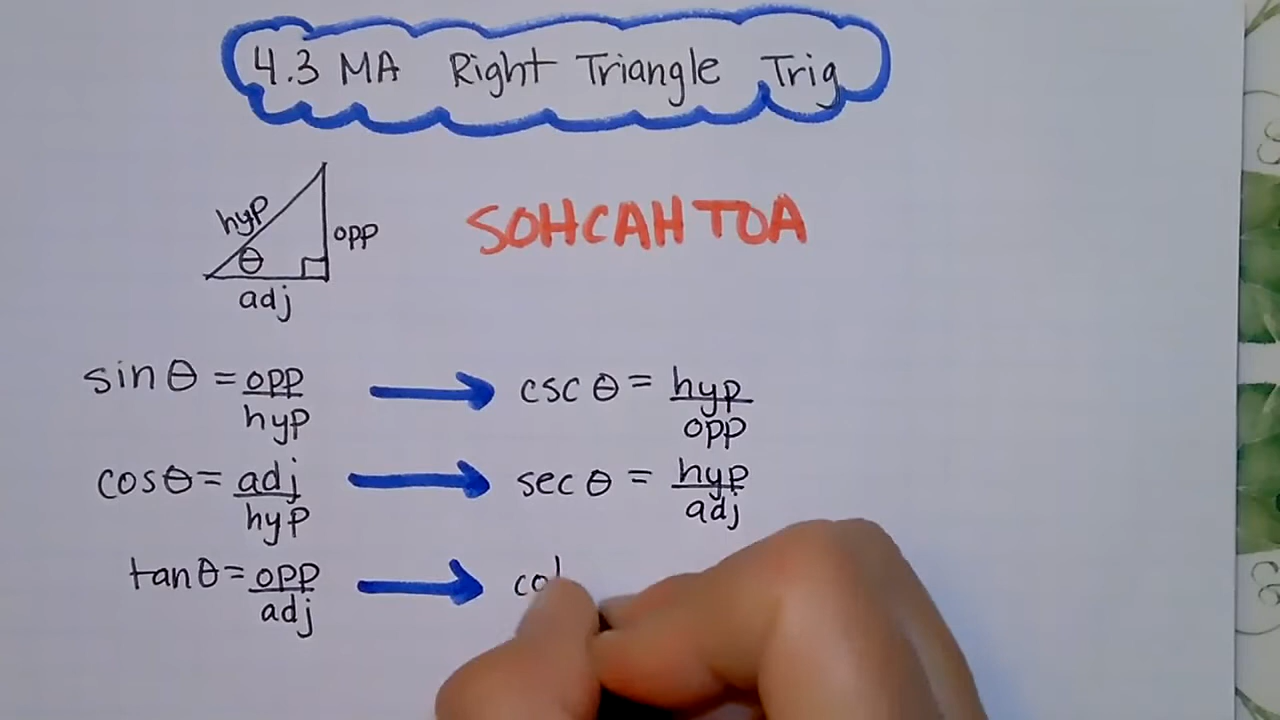 4.3 MA Right Triangle Trig
hyp
opp
θ
adj
SOHCAHTOA
sin θ = opp/hyp → csc θ = hyp/opp
cos θ = adj/hyp → sec θ = hyp/adj
tan θ = opp/adj →